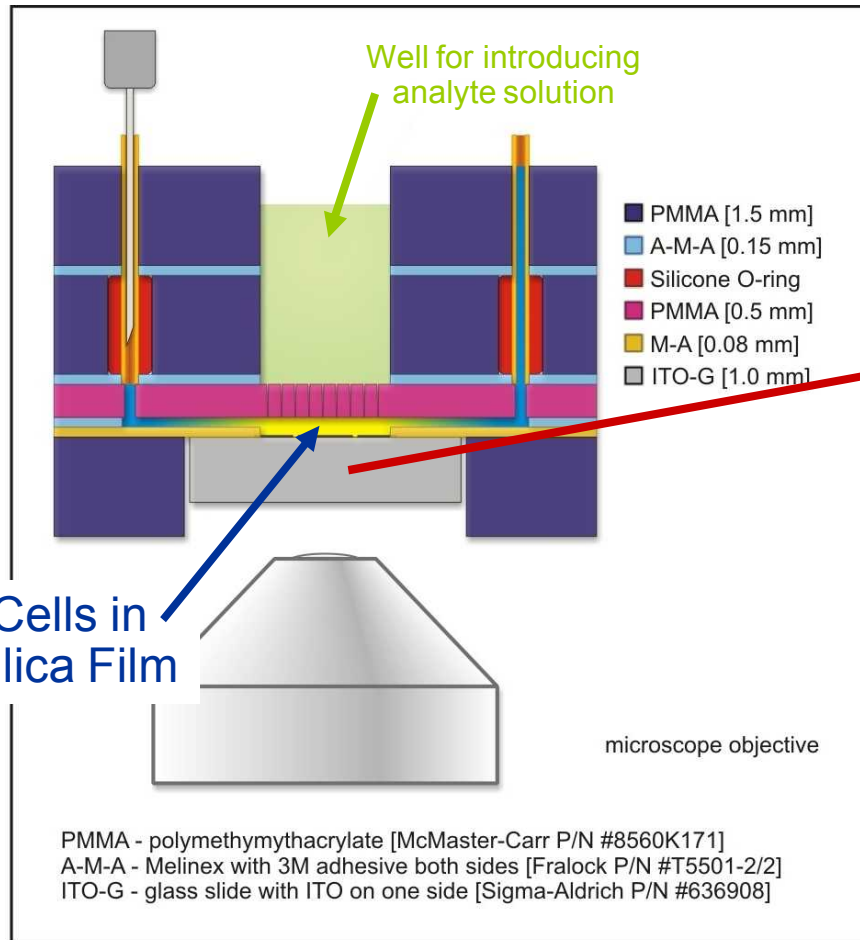 Well for introducing
analyte solution
PMMA [1.5 mm]
A-M-A [0.15 mm]
Silicone O-ring
PMMA [0.5 mm]
M-A [0.08 mm]
ITO-G [1.0 mm]
Cells in
lica Film
microscope objective
PMMA - polymethymythacrylate [McMaster-Carr P/N #8560K171]
A-M-A - Melinex with 3M adhesive both sides [Fralock P/N #T5501-2/2]
ITO-G - glass slide with ITO on one side [Sigma-Aldrich P/N #636908]